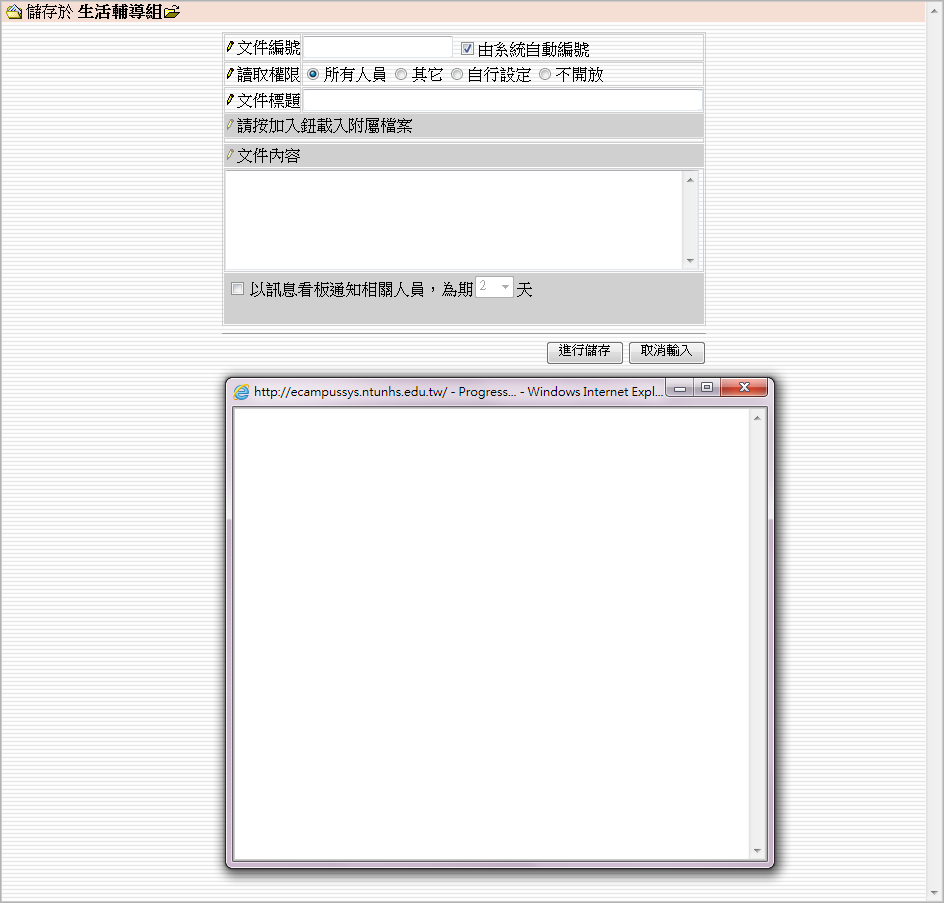 儲存於 生活輔導組
文件編號 由系統自動編號
讀取權限 所有人員 其它 自行設定 不開放
文件標題
請按加入鈕載入附屬檔案
文件內容
以訊息看板通知相關人員，為期 2 天
進行儲存 取消輸入
http://ecampussys.ntunhs.edu.tw/ - Progress... - Windows Internet Expl...